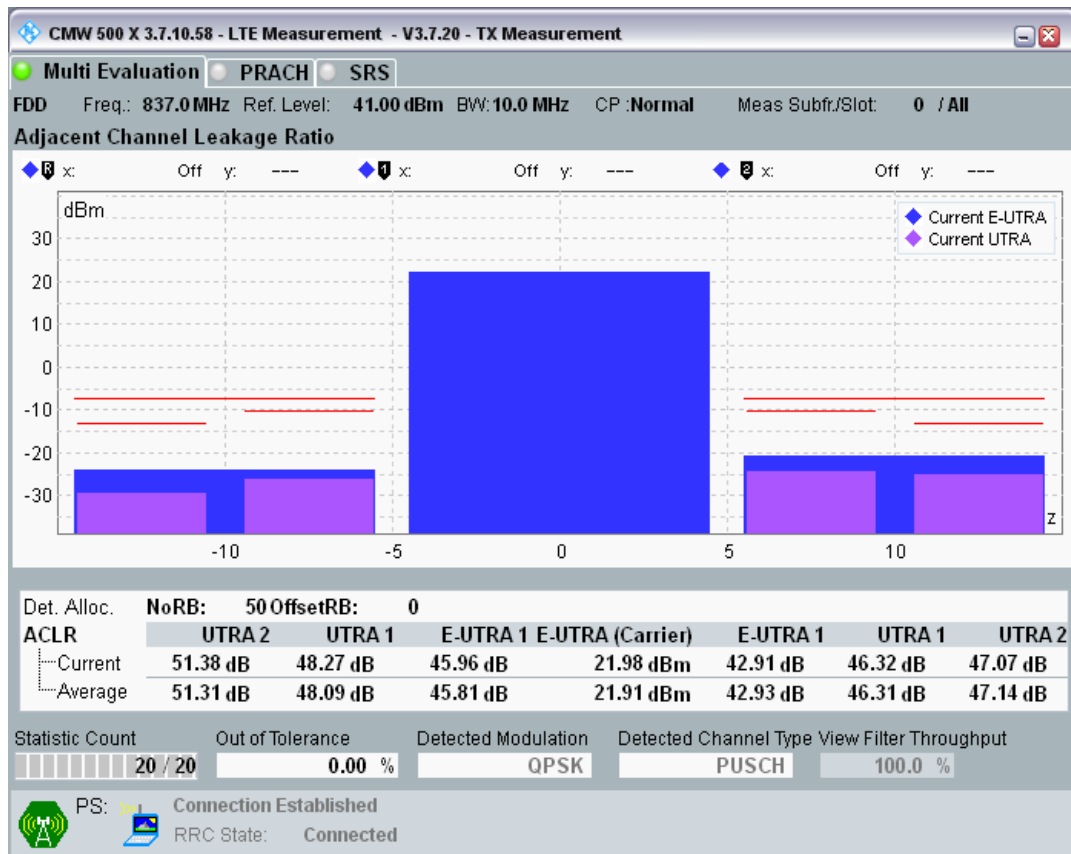 CMW 500 X 3.7.10.58 - LTE Measurement - V3.7.20 - TX Measurement
Multi Evaluation PRACH SRS
FDD Freq.: 837.0 MHz Ref. Level: 41.00 dBm BW: 10.0 MHz CP :Normal Meas Subfr./Slot: 0 / All
Adjacent Channel Leakage Ratio
R x: Off y: --- 1 x: Off y: --- 2 x: Off y: ---
dBm
Current E-UTRA
Current UTRA
30
20
10
0
-10
-20
-30
z
-10 -5 0 5 10
Det. Alloc. NoRB: 50 OffsetRB: 0
ACLR UTRA 2 UTRA 1 E-UTRA 1 E-UTRA (Carrier) E-UTRA 1 UTRA 1 UTRA 2
Current 51.38 dB 48.27 dB 45.96 dB 21.98 dBm 42.91 dB 46.32 dB 47.07 dB
Average 51.31 dB 48.09 dB 45.81 dB 21.91 dBm 42.93 dB 46.31 dB 47.14 dB
Statistic Count Out of Tolerance Detected Modulation Detected Channel Type View Filter Throughput
20 / 20 0.00 % QPSK PUSCH 100.0 %
PS: Connection Established
RRC State: Connected